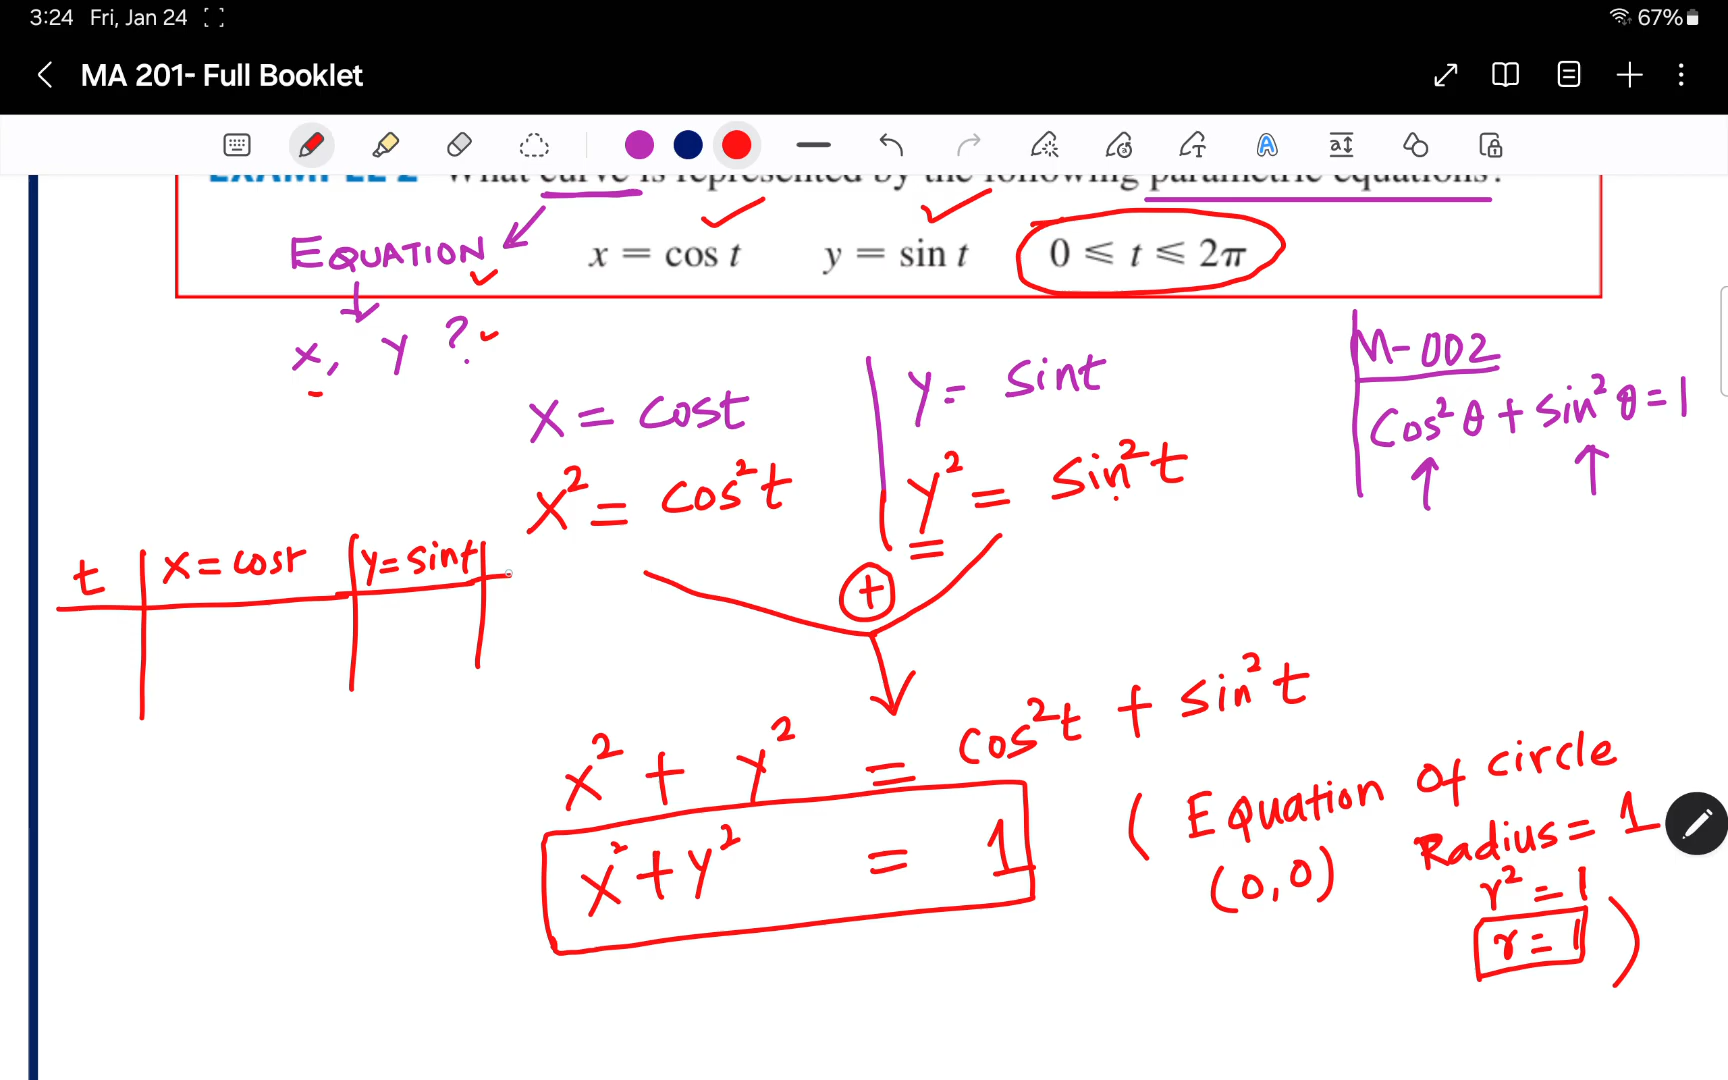 3:24 Fri, Jan 24
67%
MA 201- Full Booklet
EXAMPLE 2 What curve is represented by the following parametric equations?
EQUATION x = cos t y = sin t 0 ⩽ t ⩽ 2π
x, y ?
M-002
cos²θ + sin²θ = 1
x = cost y = sint
x² = cos²t y² = sin²t
t x = cost y = sint
+
x² + y² = cos²t + sin²t
x² + y² = 1
( Equation of circle
(0,0) Radius = 1
r² = 1
r = 1 )